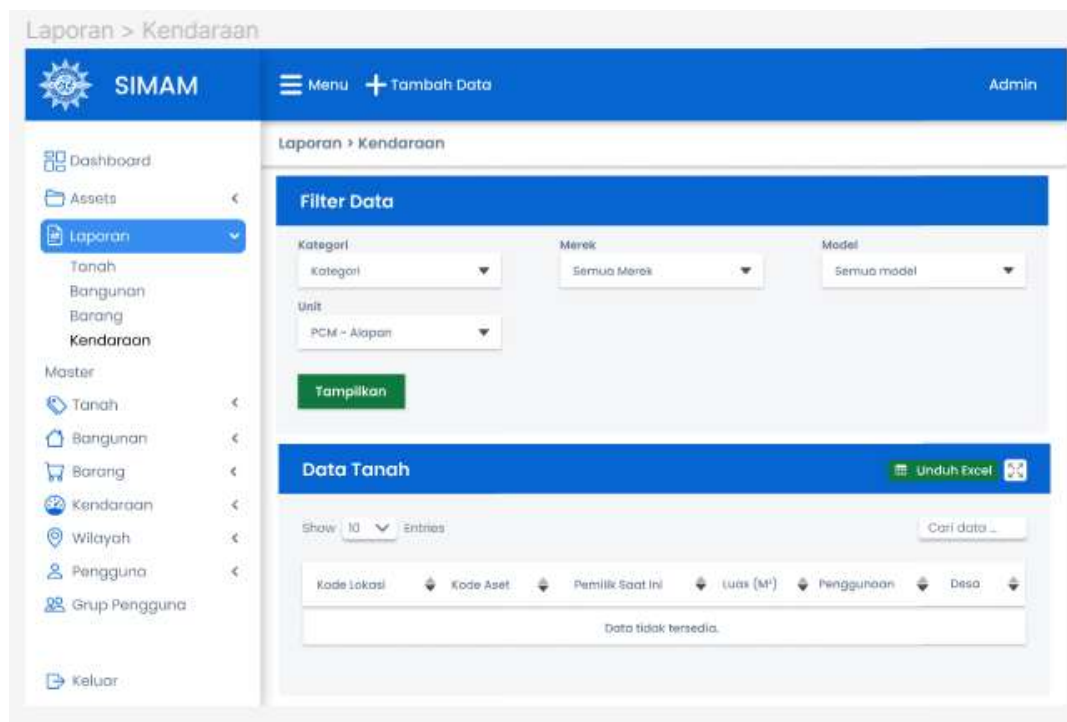 Laporan > Kendaraan
SIMAM
Menu
Tambah Data
Admin
Dashboard
Assets
Laporan
Tanah
Bangunan
Barang
Kendaraan
Master
Tanah
Bangunan
Barang
Kendaraan
Wilayah
Pengguna
Grup Pengguna
Keluar
Laporan > Kendaraan
Filter Data
Kategori Merek Model
Kategori Semua Merek Semua model
Unit
PCM - Alapan
Tampilkan
Data Tanah
Unduh Excel
Show 10 Entries
Cari data ...
Kode Lokasi Kode Aset Pemilik Saat Ini Luas (M²) Penggunaan Desa
Data tidak tersedia.